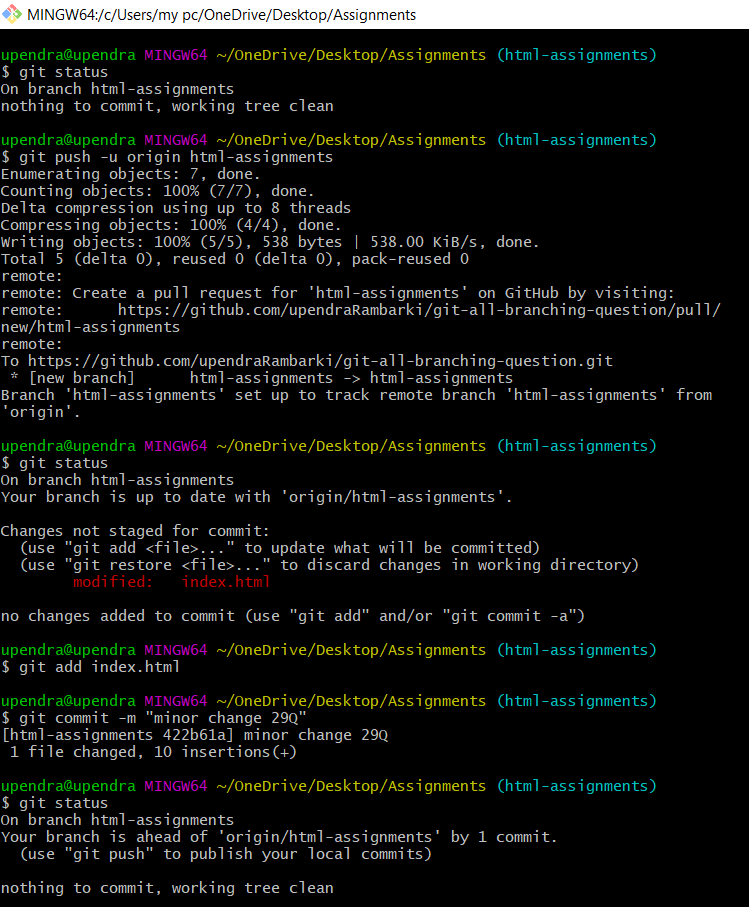 MINGW64:/c/Users/my pc/OneDrive/Desktop/Assignments
upendra@upendra MINGW64 ~/OneDrive/Desktop/Assignments (html-assignments)
$ git status
On branch html-assignments
nothing to commit, working tree clean
upendra@upendra MINGW64 ~/OneDrive/Desktop/Assignments (html-assignments)
$ git push -u origin html-assignments
Enumerating objects: 7, done.
Counting objects: 100% (7/7), done.
Delta compression using up to 8 threads
Compressing objects: 100% (4/4), done.
Writing objects: 100% (5/5), 538 bytes | 538.00 KiB/s, done.
Total 5 (delta 0), reused 0 (delta 0), pack-reused 0
remote:
remote: Create a pull request for 'html-assignments' on GitHub by visiting:
remote:      https://github.com/upendraRambarki/git-all-branching-question/pull/
new/html-assignments
remote:
To https://github.com/upendraRambarki/git-all-branching-question.git
 * [new branch]      html-assignments -> html-assignments
Branch 'html-assignments' set up to track remote branch 'html-assignments' from
'origin'.
upendra@upendra MINGW64 ~/OneDrive/Desktop/Assignments (html-assignments)
$ git status
On branch html-assignments
Your branch is up to date with 'origin/html-assignments'.
Changes not staged for commit:
  (use "git add <file>..." to update what will be committed)
  (use "git restore <file>..." to discard changes in working directory)
        modified:   index.html
no changes added to commit (use "git add" and/or "git commit -a")
upendra@upendra MINGW64 ~/OneDrive/Desktop/Assignments (html-assignments)
$ git add index.html
upendra@upendra MINGW64 ~/OneDrive/Desktop/Assignments (html-assignments)
$ git commit -m "minor change 29Q"
[html-assignments 422b61a] minor change 29Q
 1 file changed, 10 insertions(+)
upendra@upendra MINGW64 ~/OneDrive/Desktop/Assignments (html-assignments)
$ git status
On branch html-assignments
Your branch is ahead of 'origin/html-assignments' by 1 commit.
  (use "git push" to publish your local commits)
nothing to commit, working tree clean